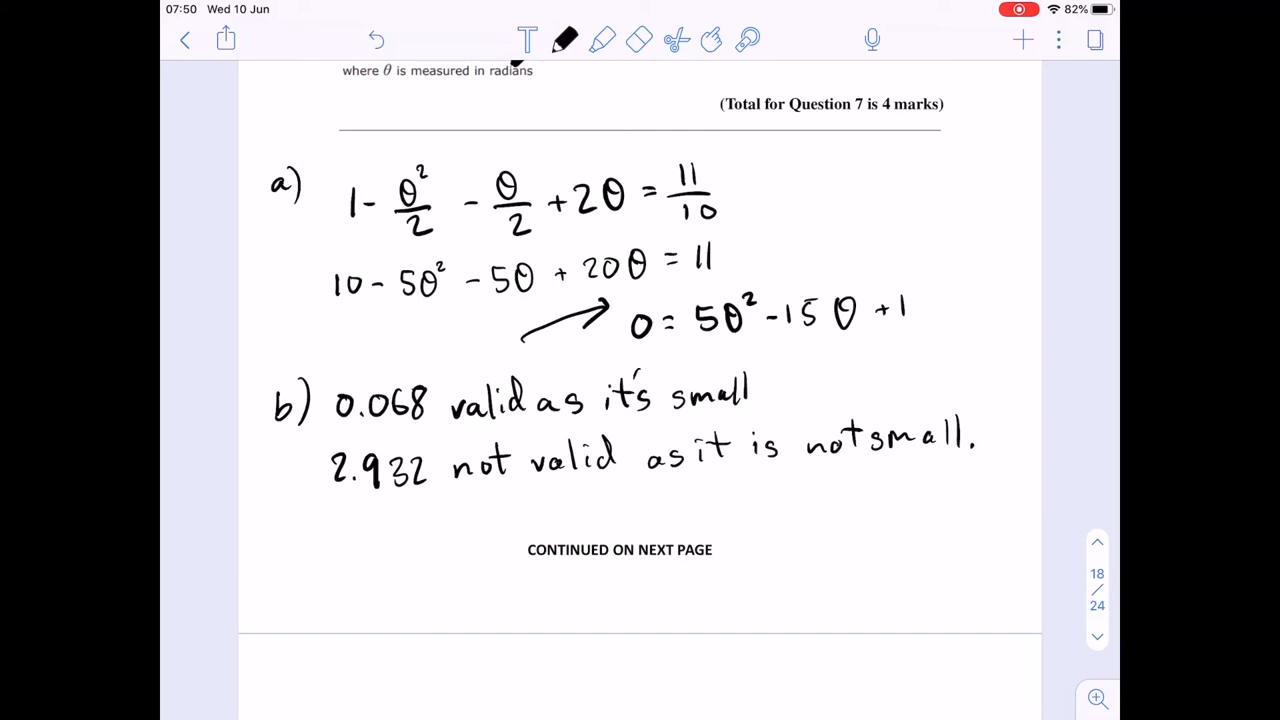 07:50 Wed 10 Jun 82%
where θ is measured in radians
(Total for Question 7 is 4 marks)
a) 1 - θ²/2 - θ/2 + 2θ = 11/10
10 - 5θ² - 5θ + 20θ = 11
0 = 5θ² - 15θ + 1
b) 0.068 valid as it's small
2.932 not valid as it is not small.
CONTINUED ON NEXT PAGE
18
/
24